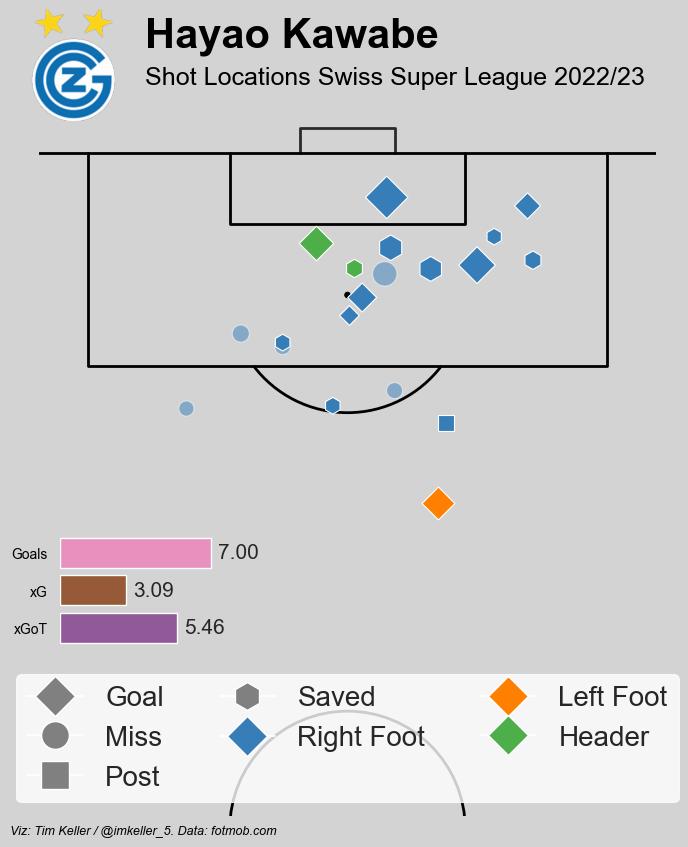 Hayao Kawabe
Shot Locations Swiss Super League 2022/23
GCZ
Goals 7.00
xG 3.09
xGoT 5.46
Goal Saved Left Foot
Miss Right Foot Header
Post
Viz: Tim Keller / @imkeller_5. Data: fotmob.com